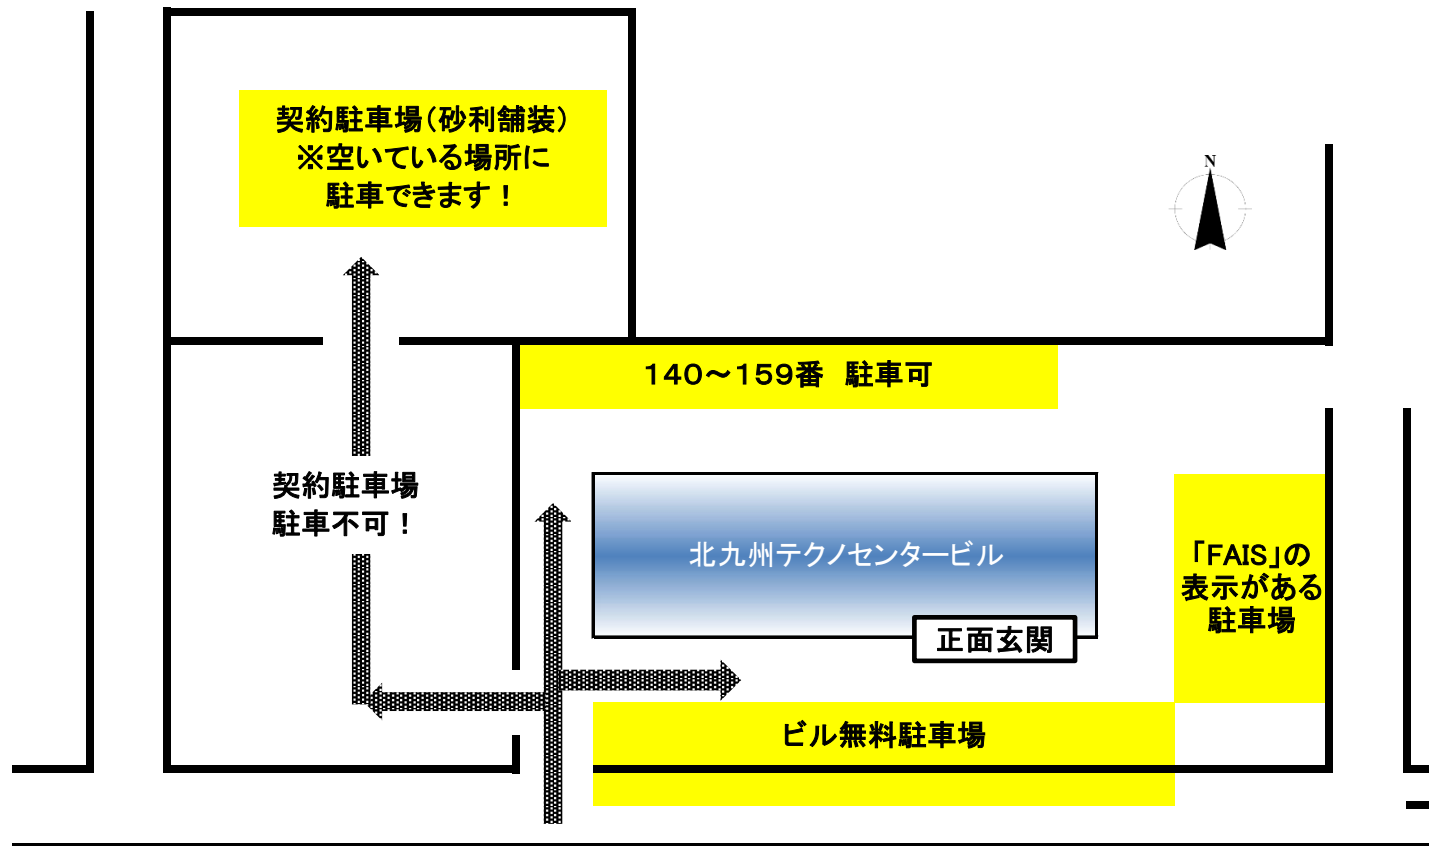 契約駐車場（砂利舗装）
※空いている場所に
駐車できます！
N
140～159番　駐車可
契約駐車場
駐車不可！
北九州テクノセンタービル
「FAIS」の
表示がある
駐車場
正面玄関
ビル無料駐車場